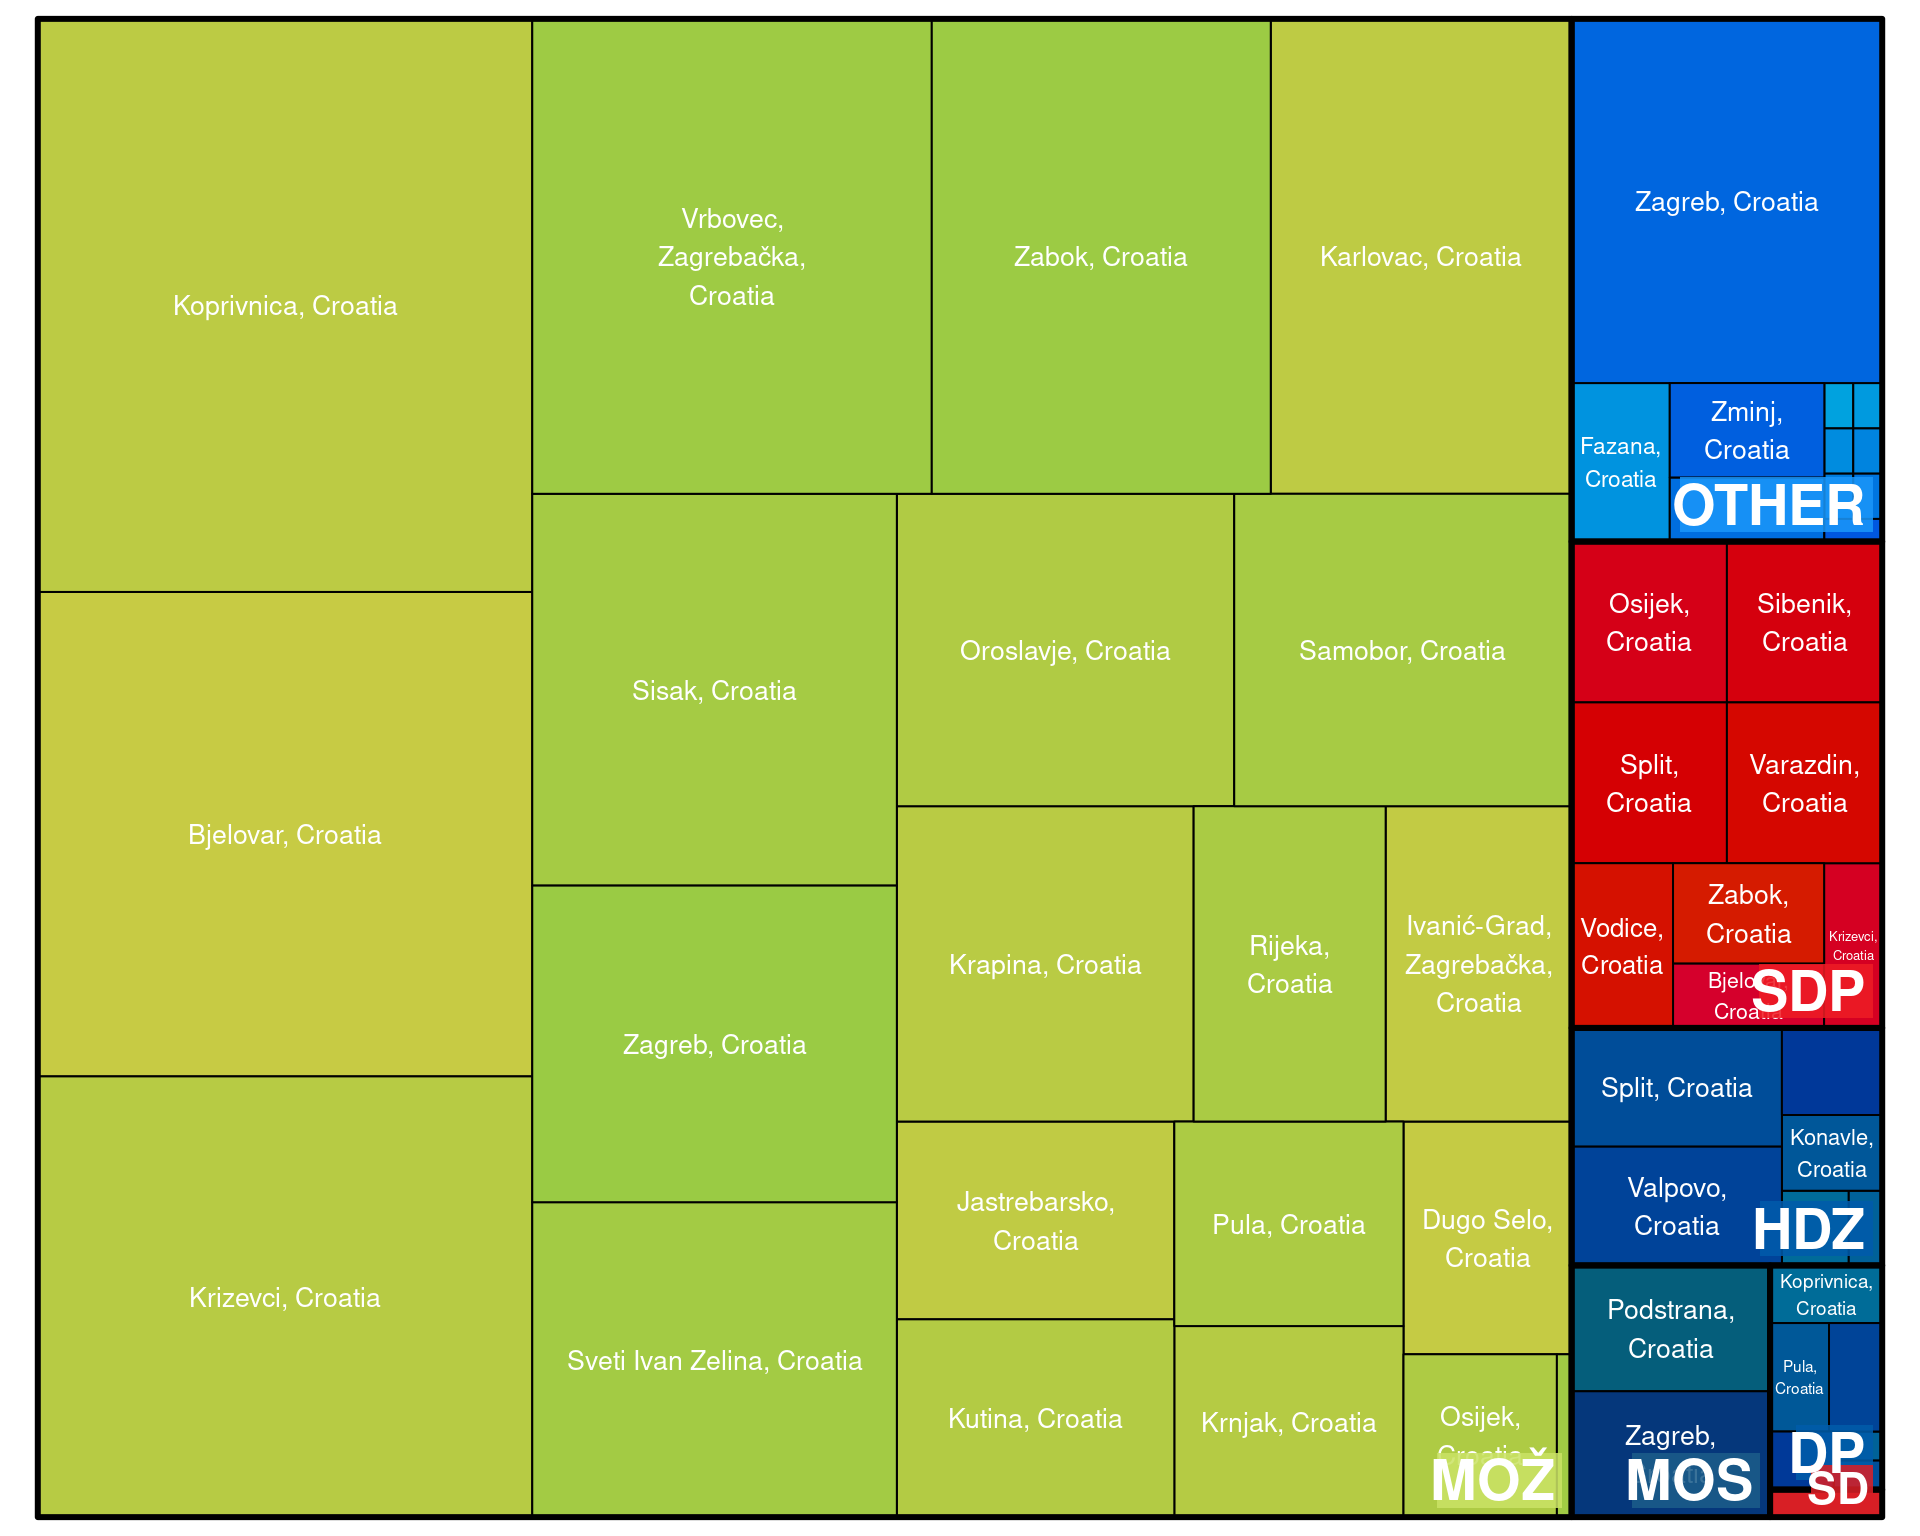 Koprivnica, Croatia
Bjelovar, Croatia
Krizevci, Croatia
Vrbovec,
Zagrebačka,
Croatia
Zabok, Croatia
Karlovac, Croatia
Sisak, Croatia
Zagreb, Croatia
Sveti Ivan Zelina, Croatia
Oroslavje, Croatia
Samobor, Croatia
Krapina, Croatia
Rijeka,
Croatia
Ivanić-Grad,
Zagrebačka,
Croatia
Jastrebarsko,
Croatia
Kutina, Croatia
Pula, Croatia
Krnjak, Croatia
Dugo Selo,
Croatia
Osijek,
Croatia
MOŽ
Zagreb, Croatia
Fazana,
Croatia
Zminj,
Croatia
OTHER
Osijek,
Croatia
Sibenik,
Croatia
Split,
Croatia
Varazdin,
Croatia
Vodice,
Croatia
Zabok,
Croatia
Krizevci,
Croatia
Bjelovar,
Croatia
SDP
Split, Croatia
Valpovo,
Croatia
Konavle,
Croatia
HDZ
Podstrana,
Croatia
Zagreb,
Croatia
MOS
Koprivnica,
Croatia
Pula,
Croatia
DP
SD